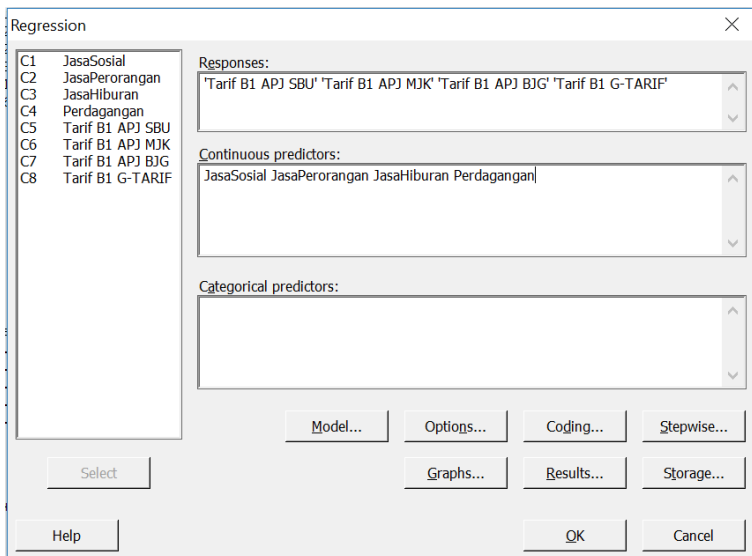 Regression
C1 JasaSosial
C2 JasaPerorangan
C3 JasaHiburan
C4 Perdagangan
C5 Tarif B1 APJ SBU
C6 Tarif B1 APJ MJK
C7 Tarif B1 APJ BJG
C8 Tarif B1 G-TARIF
Responses:
'Tarif B1 APJ SBU' 'Tarif B1 APJ MJK' 'Tarif B1 APJ BJG' 'Tarif B1 G-TARIF'
Continuous predictors:
JasaSosial JasaPerorangan JasaHiburan Perdagangan
Categorical predictors:
Model... Options... Coding... Stepwise...
Select Graphs... Results... Storage...
Help OK Cancel